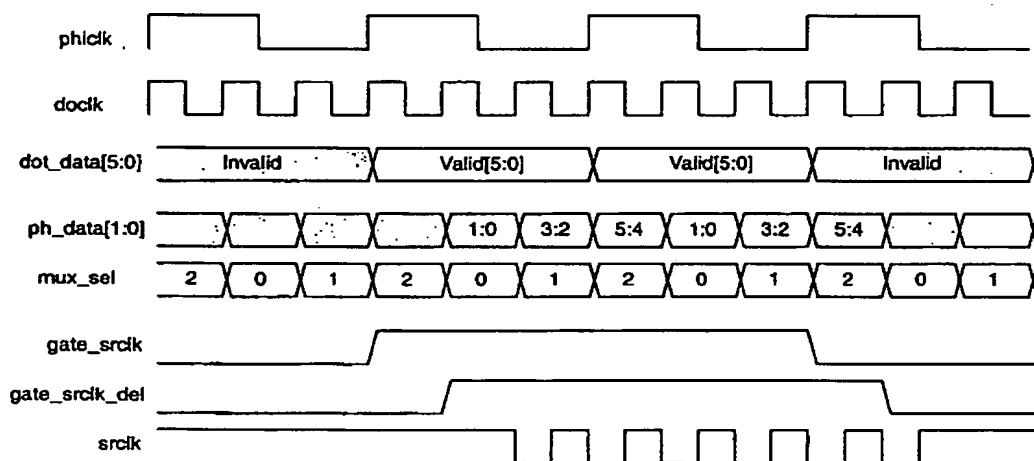 phiclk
doclk
dot_data[5:0] Invalid Valid[5:0] Valid[5:0] Invalid
ph_data[1:0] 1:0 3:2 5:4 1:0 3:2 5:4
mux_sel 2 0 1 2 0 1 2 0 1 2 0 1
gate_srclk
gate_srclk_del
srclk